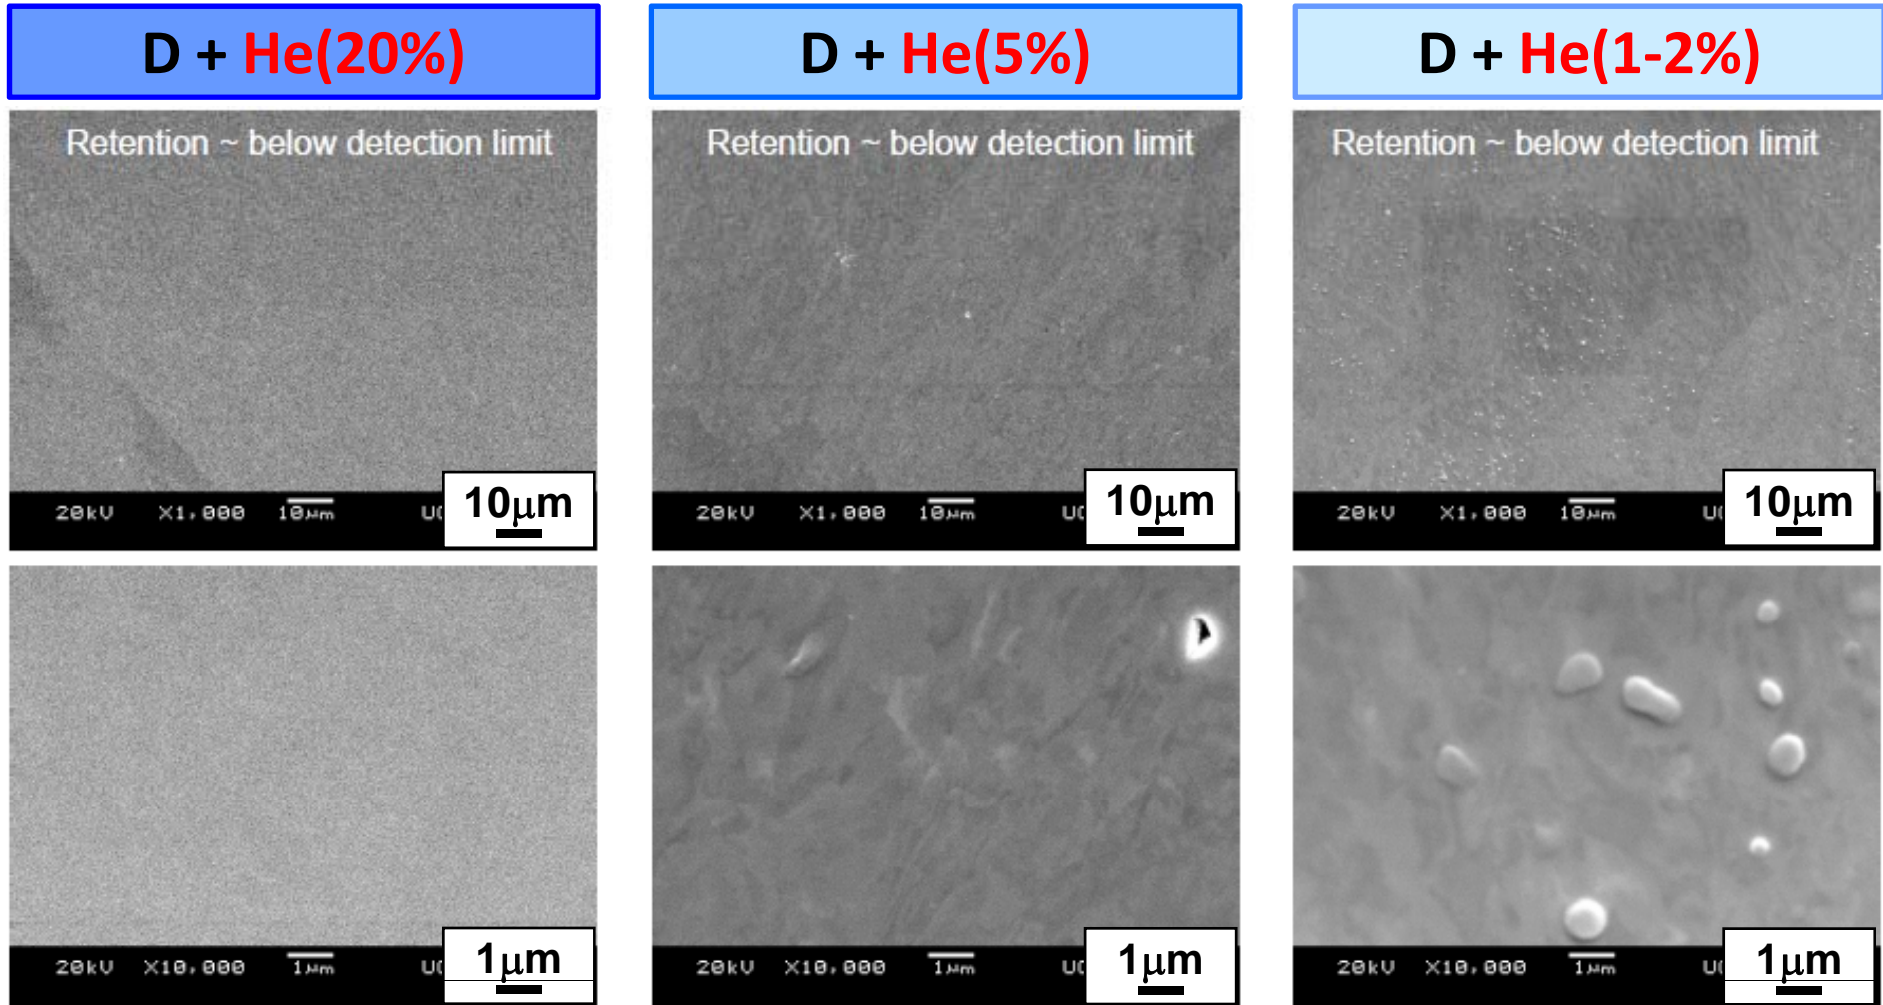 D + He(20%)
D + He(5%)
D + He(1-2%)
Retention ~ below detection limit
Retention ~ below detection limit
Retention ~ below detection limit
20kV X1,000 10μm
10μm
20kV X1,000 10μm
10μm
20kV X1,000 10μm
10μm
20kV X10,000 1μm
1μm
20kV X10,000 1μm
1μm
20kV X10,000 1μm
1μm